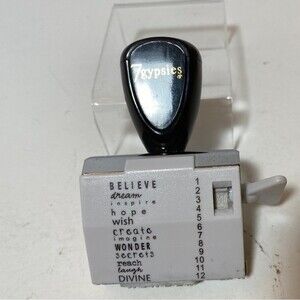 7gypsies®
BELIEVE 1
dream 2
inspire 3
hope 4
wish 5
create 6
imagine 7
WONDER 8
secrets 9
reach 10
laugh 11
DIVINE 12